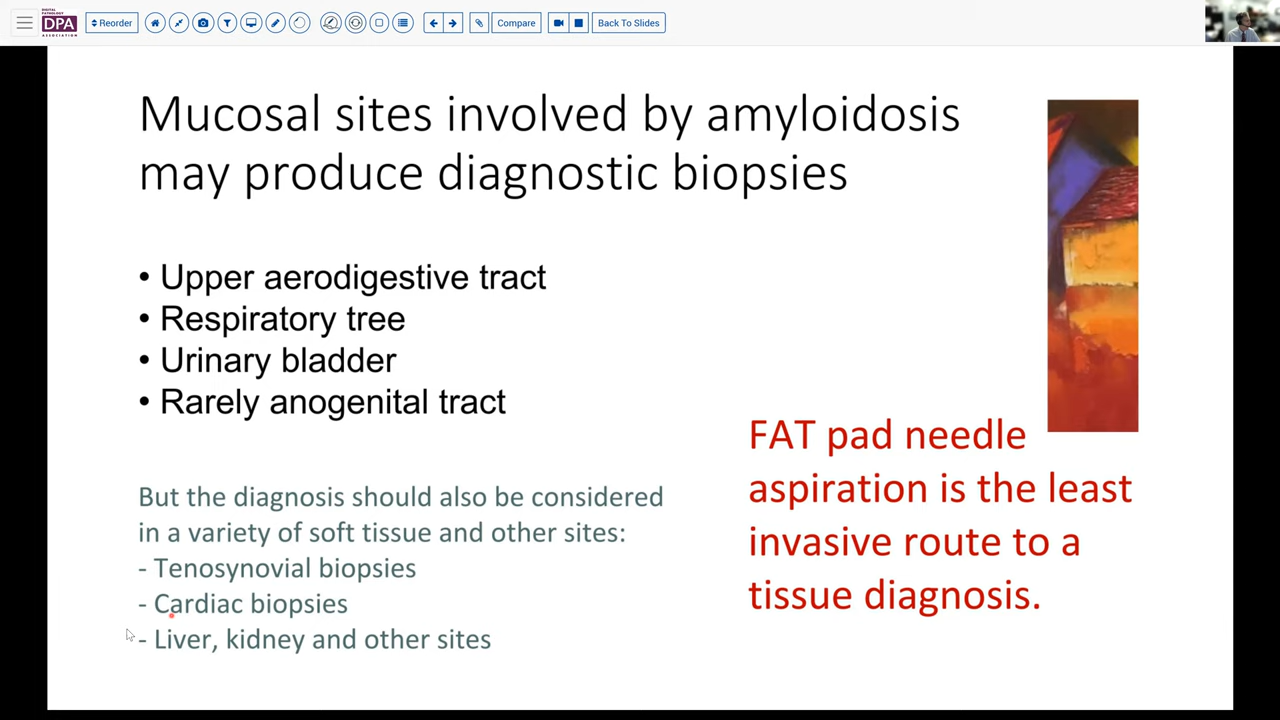 DIGITAL
PATHOLOGY
DPA
ASSOCIATION
Reorder
Compare
Back To Slides
Mucosal sites involved by amyloidosis
may produce diagnostic biopsies
• Upper aerodigestive tract
• Respiratory tree
• Urinary bladder
• Rarely anogenital tract
But the diagnosis should also be considered
in a variety of soft tissue and other sites:
- Tenosynovial biopsies
- Cardiac biopsies
- Liver, kidney and other sites
FAT pad needle
aspiration is the least
invasive route to a
tissue diagnosis.